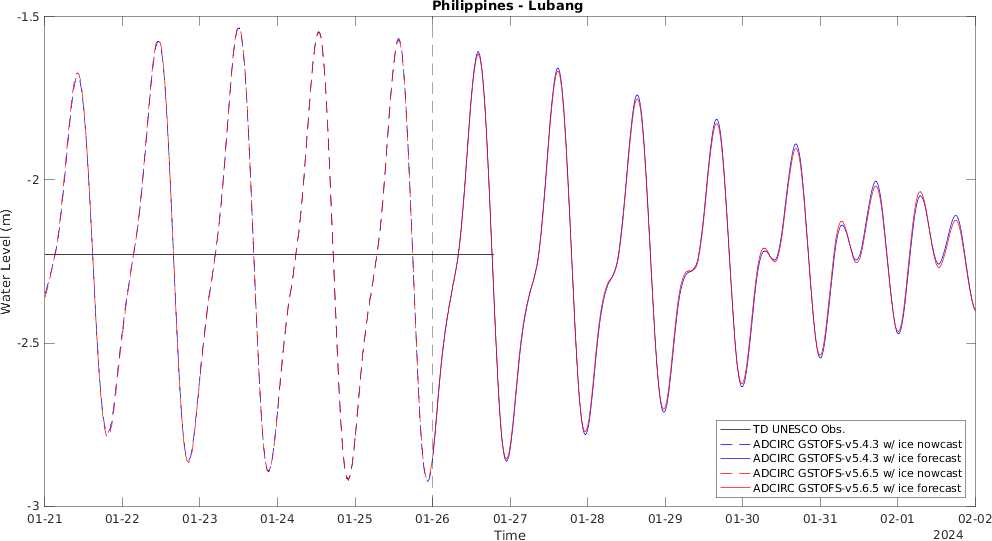 Philippines - Lubang
Water Level (m)
-1.5
-2
-2.5
-3
01-21 01-22 01-23 01-24 01-25 01-26 01-27 01-28 01-29 01-30 01-31 02-01 02-02
Time
2024
TD UNESCO Obs.
ADCIRC GSTOFS-v5.4.3 w/ ice nowcast
ADCIRC GSTOFS-v5.4.3 w/ ice forecast
ADCIRC GSTOFS-v5.6.5 w/ ice nowcast
ADCIRC GSTOFS-v5.6.5 w/ ice forecast